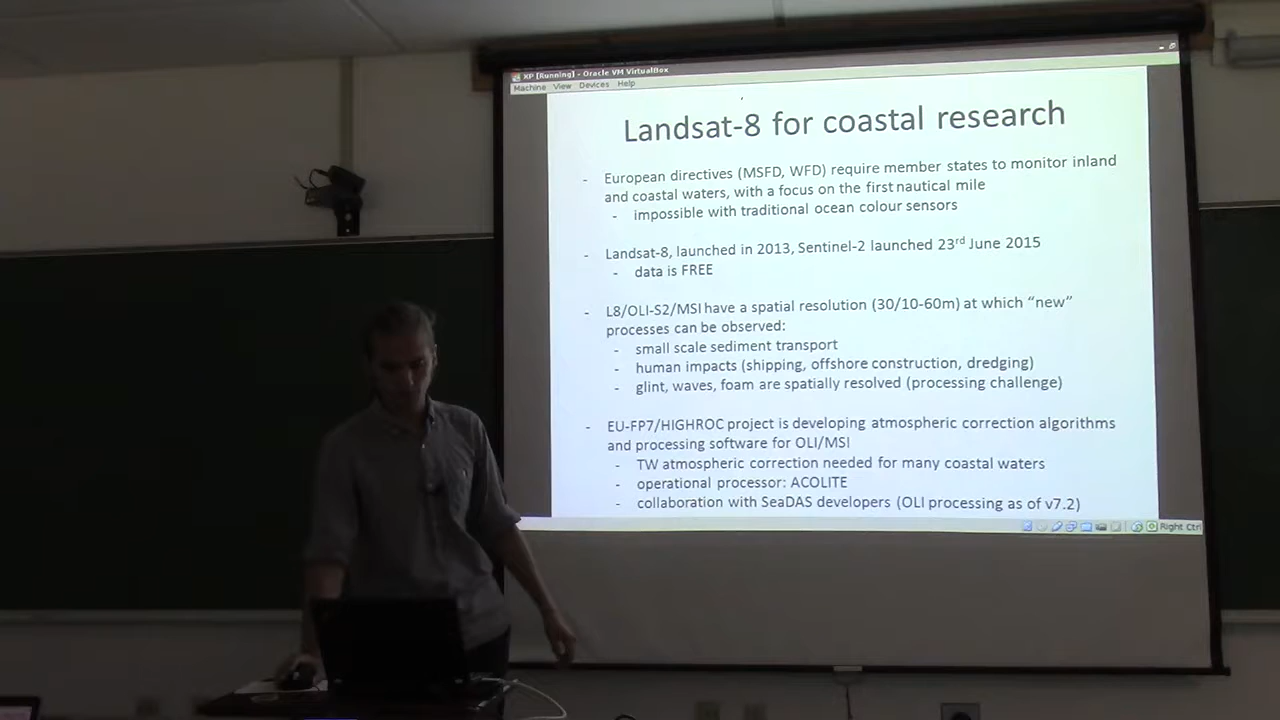 XP [Running] - Oracle VM VirtualBox
Machine View Devices Help
Landsat-8 for coastal research
- European directives (MSFD, WFD) require member states to monitor inland
and coastal waters, with a focus on the first nautical mile
- impossible with traditional ocean colour sensors
- Landsat-8, launched in 2013, Sentinel-2 launched 23rd June 2015
- data is FREE
- L8/OLI-S2/MSI have a spatial resolution (30/10-60m) at which “new”
processes can be observed:
- small scale sediment transport
- human impacts (shipping, offshore construction, dredging)
- glint, waves, foam are spatially resolved (processing challenge)
- EU-FP7/HIGHROC project is developing atmospheric correction algorithms
and processing software for OLI/MSI
- TW atmospheric correction needed for many coastal waters
- operational processor: ACOLITE
- collaboration with SeaDAS developers (OLI processing as of v7.2)
Right Ctrl